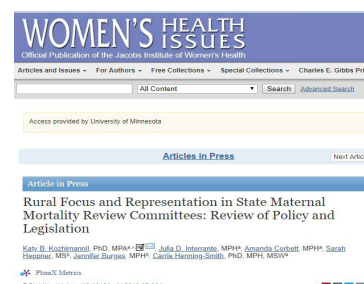 WOMEN'S HEALTH
ISSUES
Official Publication of the Jacobs Institute of Women's Health
Articles and Issues For Authors Free Collections Special Collections Charles E. Gibbs Pri
All Content Search Advanced Search
Access provided by University of Minnesota
Articles in Press Next Articl
Article in Press
Rural Focus and Representation in State Maternal
Mortality Review Committees: Review of Policy and
Legislation
Katy B. Kozhimannil, PhD, MPA, Julia D. Interrante, MPH, Amanda Corbett, MPH, Sarah
Heppner, MS, Jennifer Burges, MPH, Carrie Henning-Smith, PhD, MPH, MSW
PlumX Metrics